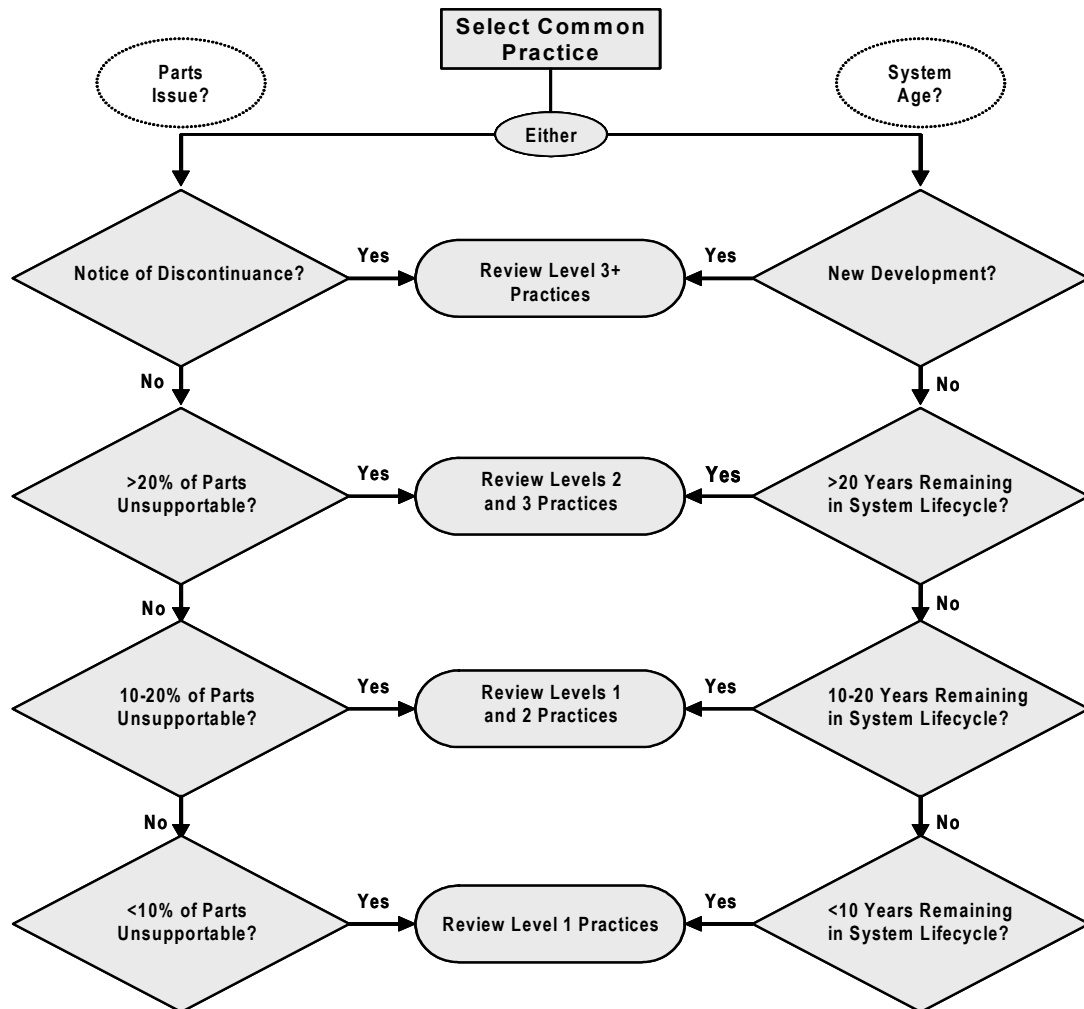 Select Common
Practice
Parts
Issue?
System
Age?
Either
Notice of Discontinuance?
Yes
Review Level 3+
Practices
Yes
New Development?
No
No
>20% of Parts
Unsupportable?
Yes
Review Levels 2
and 3 Practices
Yes
>20 Years Remaining
in System Lifecycle?
No
No
10-20% of Parts
Unsupportable?
Yes
Review Levels 1
and 2 Practices
Yes
10-20 Years Remaining
in System Lifecycle?
No
No
<10% of Parts
Unsupportable?
Yes
Review Level 1 Practices
Yes
<10 Years Remaining
in System Lifecycle?